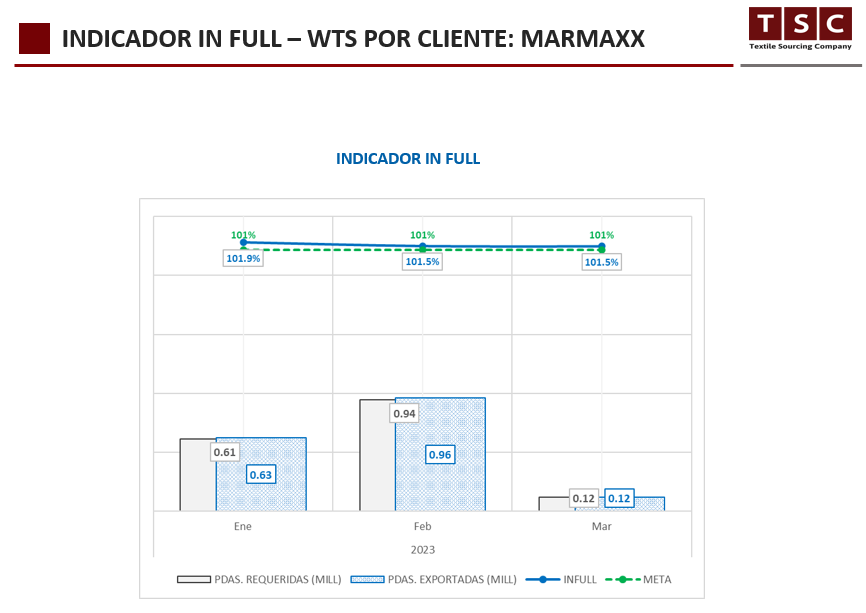 INDICADOR IN FULL – WTS POR CLIENTE: MARMAXX
TSC
Textile Sourcing Company
INDICADOR IN FULL
101% 101% 101%
101.9% 101.5% 101.5%
0.94
0.61 0.96
0.63
0.12 0.12
Ene Feb Mar
2023
PDAS. REQUERIDAS (MILL) PDAS. EXPORTADAS (MILL) INFULL META